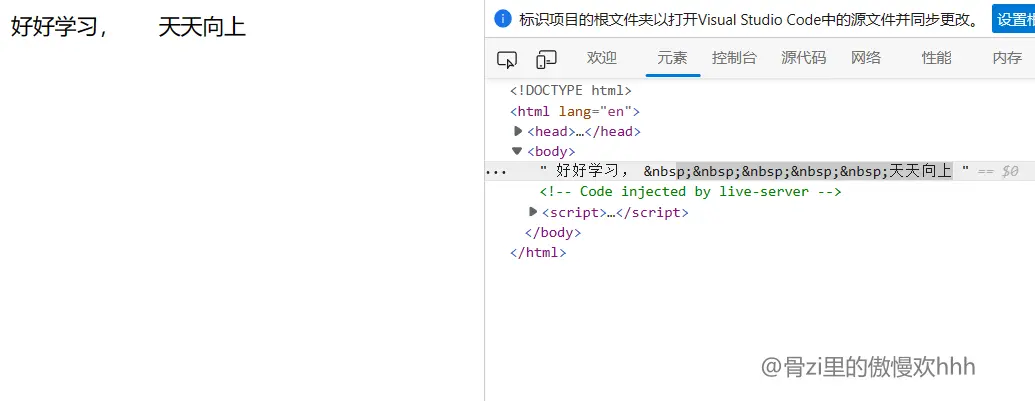 好好学习， 天天向上
标识项目的根文件夹以打开Visual Studio Code中的源文件并同步更改。 设置根
欢迎 元素 控制台 源代码 网络 性能 内存
<!DOCTYPE html>
<html lang="en">
<head>…</head>
<body>
··· " 好好学习， &nbsp;&nbsp;&nbsp;&nbsp;&nbsp;天天向上 " == $0
<!-- Code injected by live-server -->
<script>…</script>
</body>
</html>
@骨zi里的傲慢欢hhh